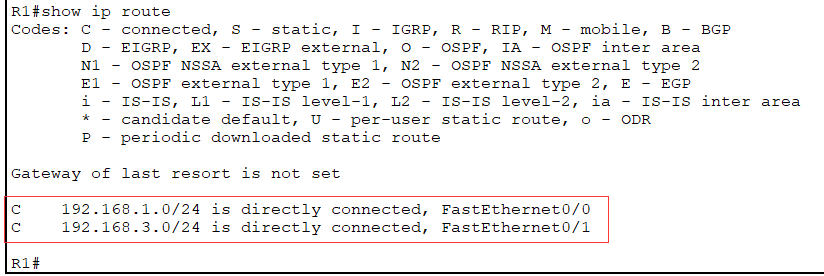 R1#show ip route
Codes: C - connected, S - static, I - IGRP, R - RIP, M - mobile, B - BGP
D - EIGRP, EX - EIGRP external, O - OSPF, IA - OSPF inter area
N1 - OSPF NSSA external type 1, N2 - OSPF NSSA external type 2
E1 - OSPF external type 1, E2 - OSPF external type 2, E - EGP
i - IS-IS, L1 - IS-IS level-1, L2 - IS-IS level-2, ia - IS-IS inter area
* - candidate default, U - per-user static route, o - ODR
P - periodic downloaded static route
Gateway of last resort is not set
C 192.168.1.0/24 is directly connected, FastEthernet0/0
C 192.168.3.0/24 is directly connected, FastEthernet0/1
R1#